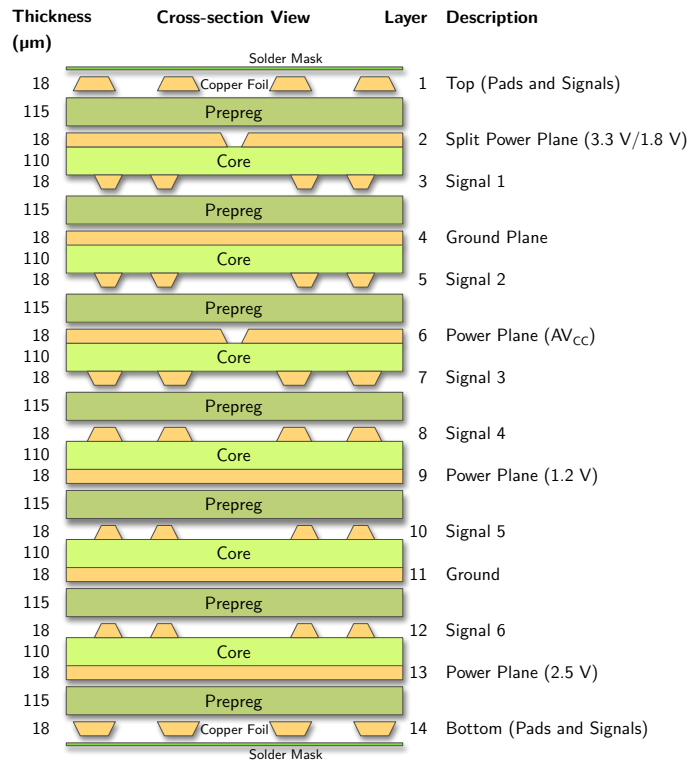 Thickness Cross-section View Layer Description
(μm)
Solder Mask
18 Copper Foil 1 Top (Pads and Signals)
115 Prepreg
18 2 Split Power Plane (3.3 V/1.8 V)
110 Core
18 3 Signal 1
115 Prepreg
18 4 Ground Plane
110 Core
18 5 Signal 2
115 Prepreg
18 6 Power Plane (AVCC)
110 Core
18 7 Signal 3
115 Prepreg
18 8 Signal 4
110 Core
18 9 Power Plane (1.2 V)
115 Prepreg
18 10 Signal 5
110 Core
18 11 Ground
115 Prepreg
18 12 Signal 6
110 Core
18 13 Power Plane (2.5 V)
115 Prepreg
18 Copper Foil 14 Bottom (Pads and Signals)
Solder Mask